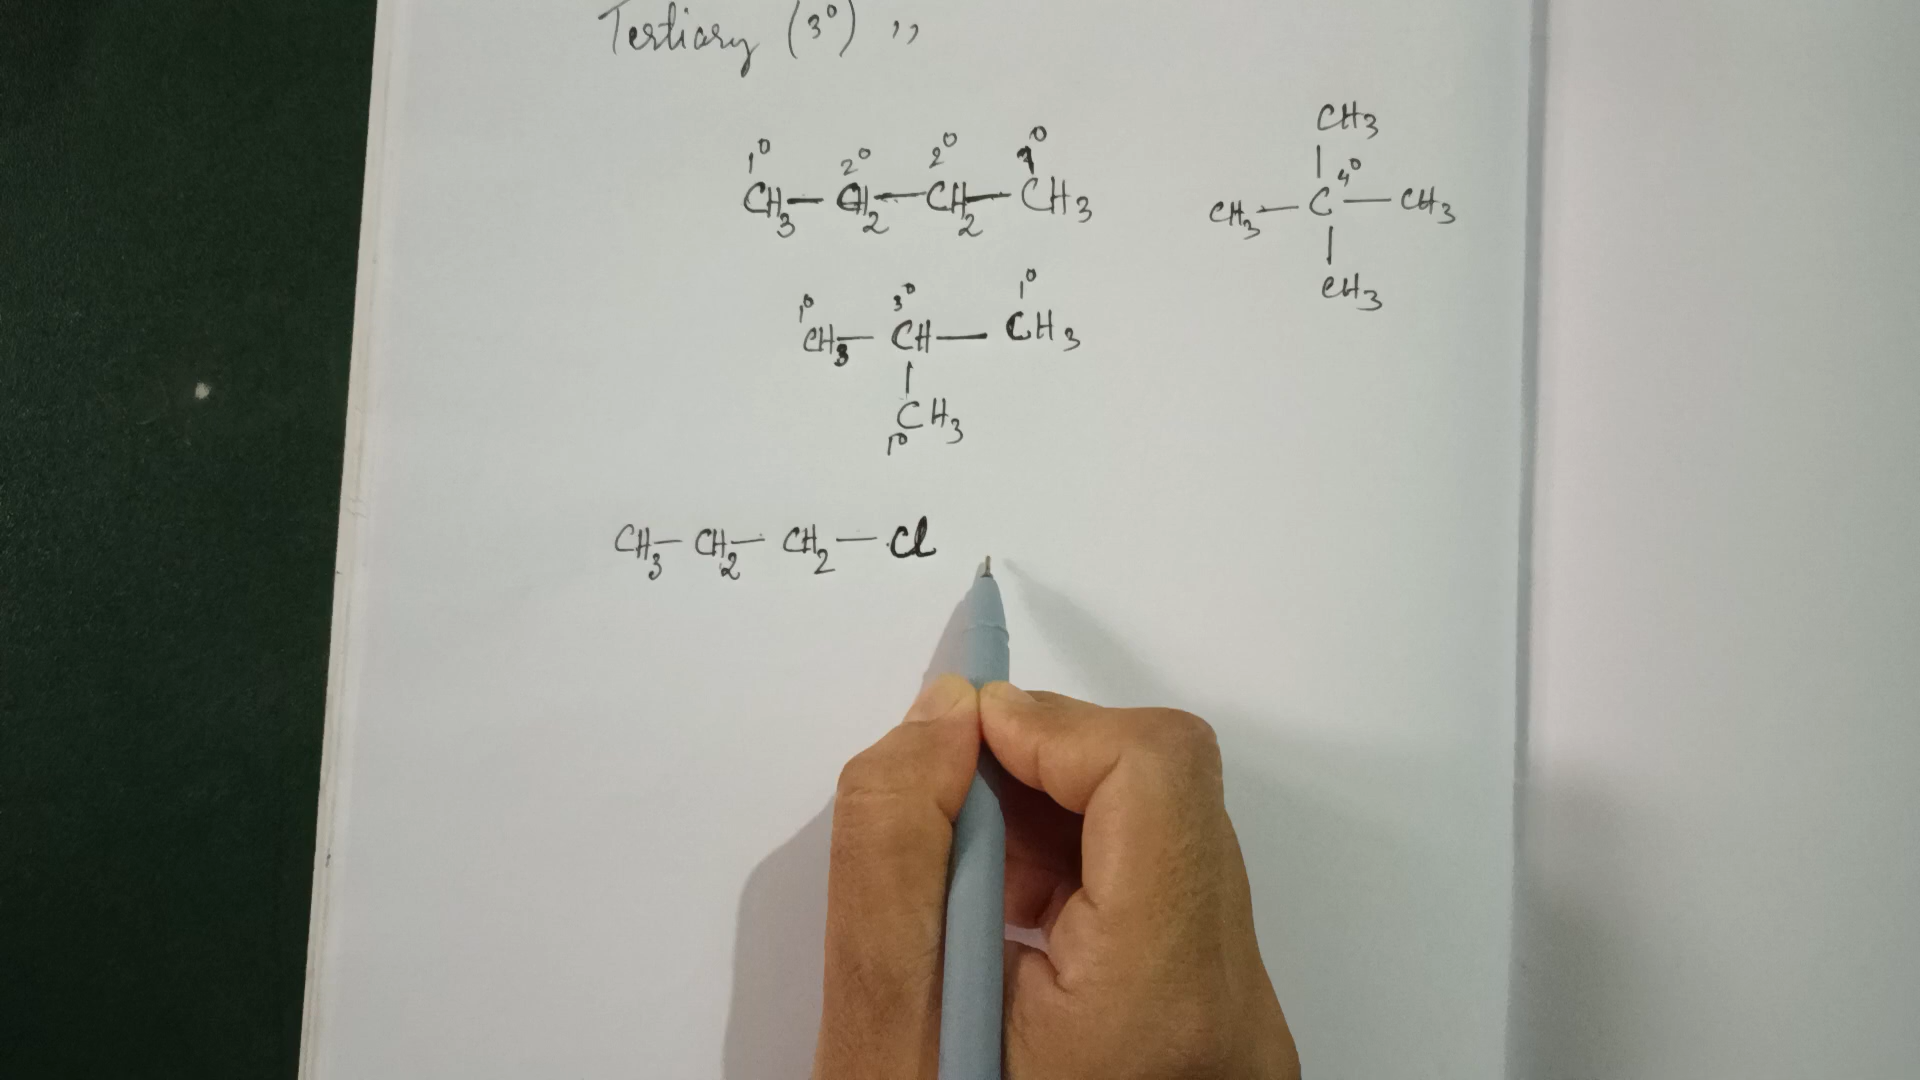 Tertiary (3°) ,,
1° 2° 2° 1°
CH3 — CH2 — CH2 — CH3
CH3
|
CH3 — C 4° — CH3
|
CH3
1° 3° 1°
CH3 — CH — CH3
|
CH3
1°
CH3 — CH2 — CH2 — Cl